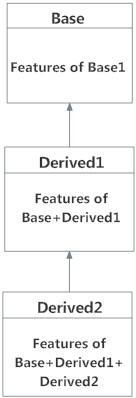 Base
Features of Base1
Derived1
Features of
Base+Derived1
Derived2
Features of
Base+Derived1+
Derived2